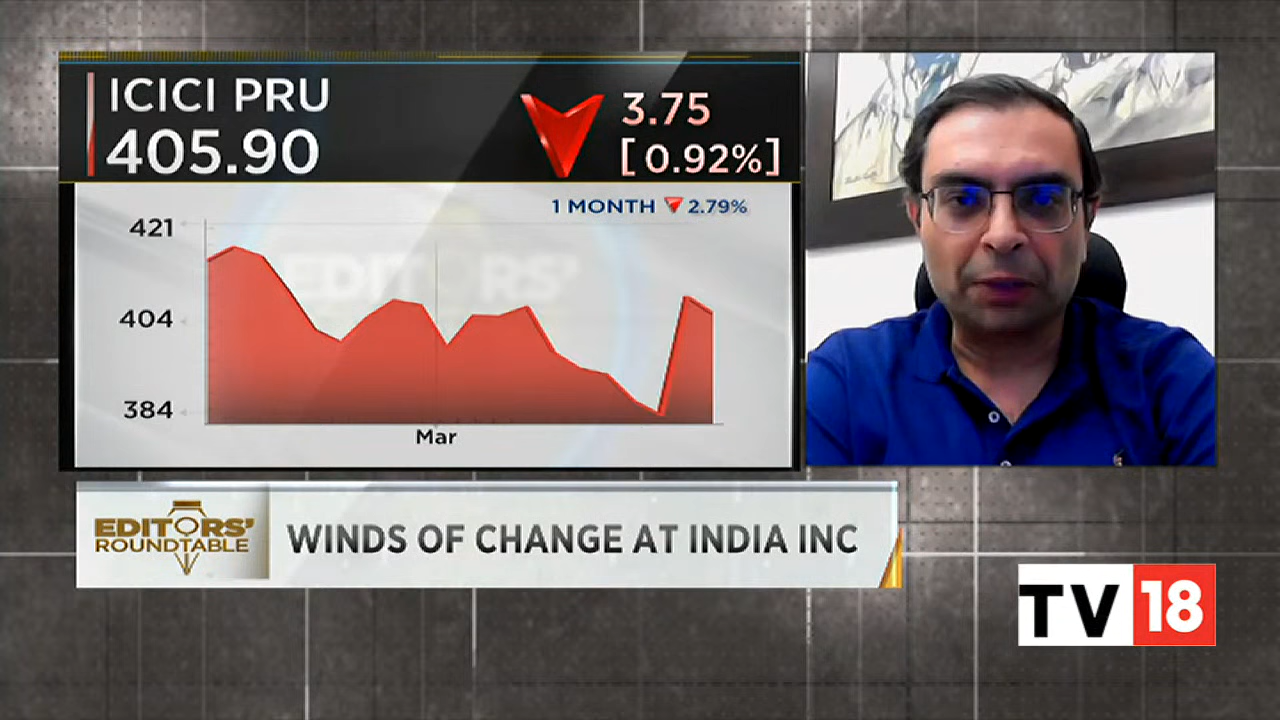 ICICI PRU
405.90
3.75
[0.92%]
1 MONTH 2.79%
421
404
384
Mar
EDITORS'
EDITORS'
ROUNDTABLE
WINDS OF CHANGE AT INDIA INC
TV18